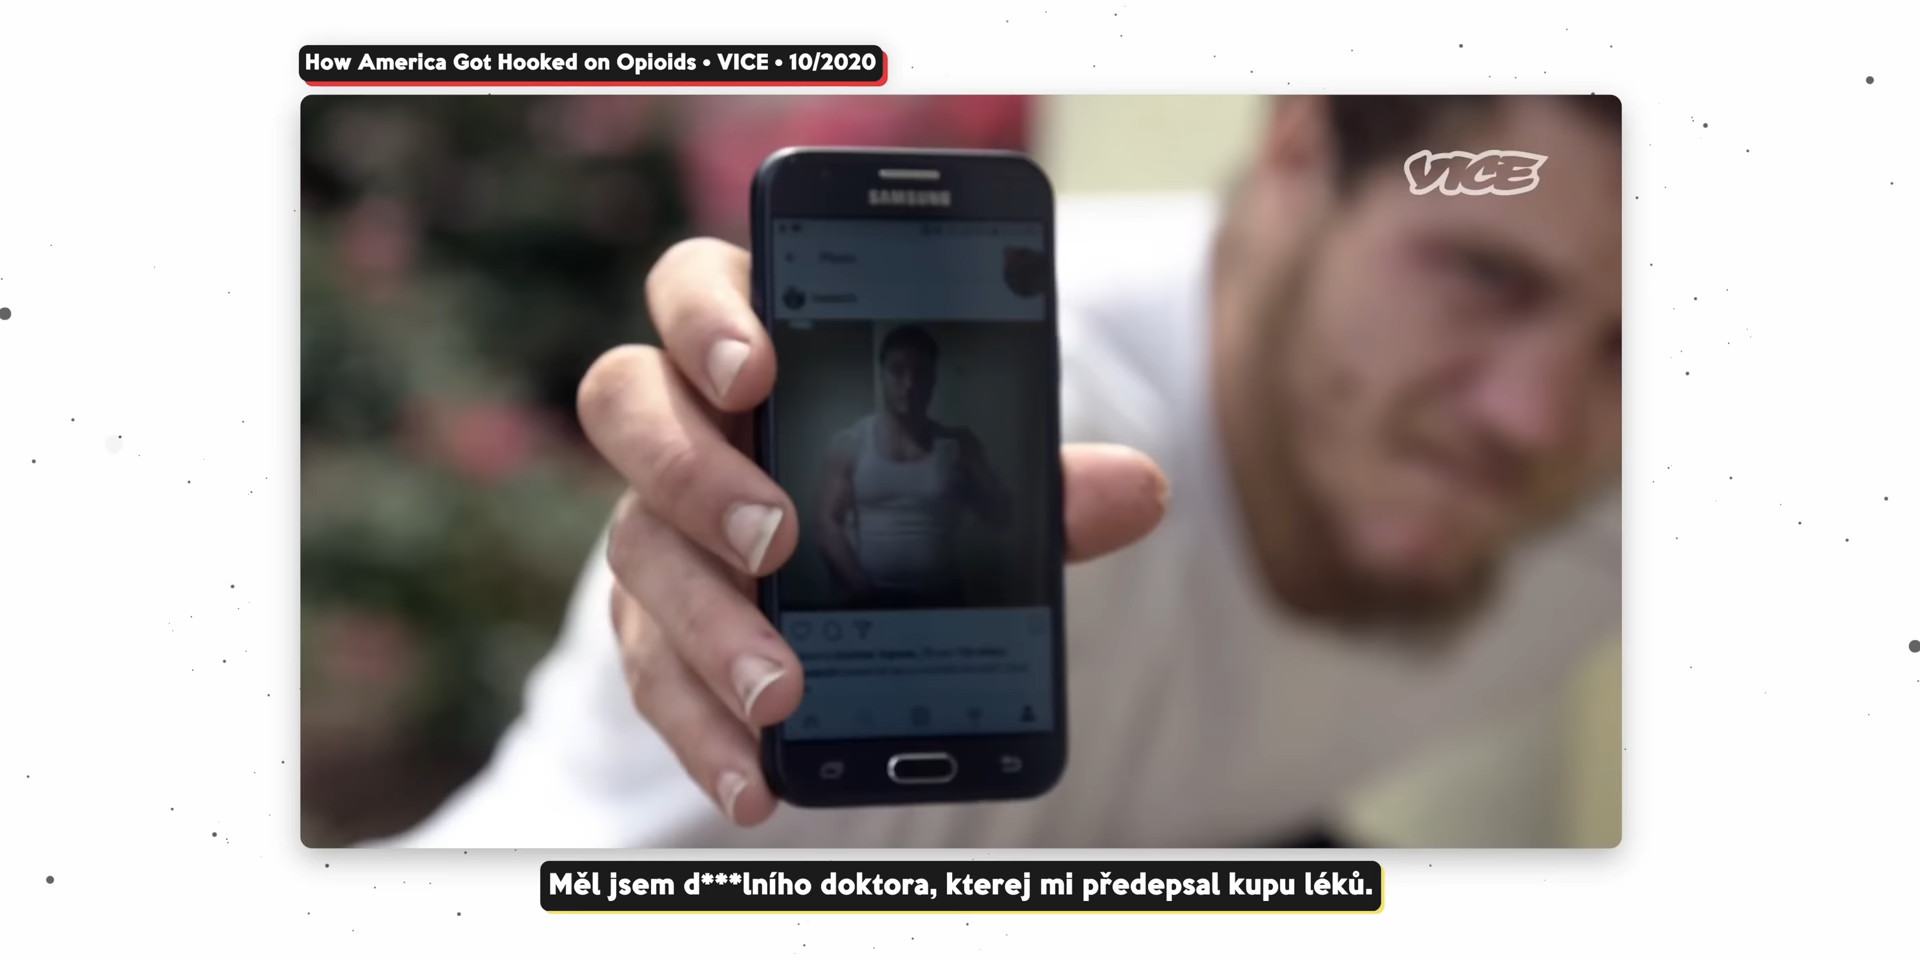 How America Got Hooked on Opioids • VICE • 10/2020
VICE
SAMSUNG
Photo
Měl jsem d***lního doktora, kterej mi předepsal kupu léků.